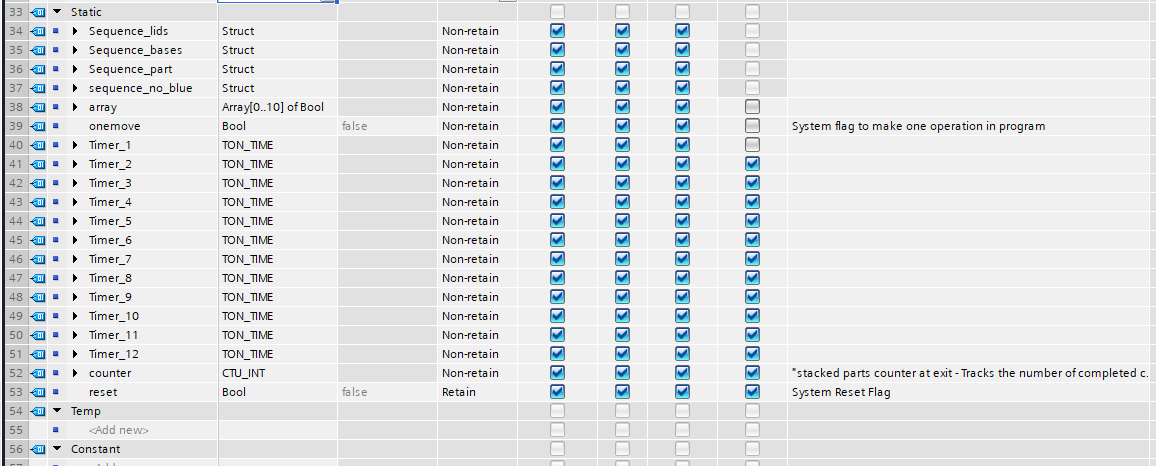 33 Static
34 Sequence_lids Struct Non-retain
35 Sequence_bases Struct Non-retain
36 Sequence_part Struct Non-retain
37 sequence_no_blue Struct Non-retain
38 array Array[0..10] of Bool Non-retain
39 onemove Bool false Non-retain System flag to make one operation in program
40 Timer_1 TON_TIME Non-retain
41 Timer_2 TON_TIME Non-retain
42 Timer_3 TON_TIME Non-retain
43 Timer_4 TON_TIME Non-retain
44 Timer_5 TON_TIME Non-retain
45 Timer_6 TON_TIME Non-retain
46 Timer_7 TON_TIME Non-retain
47 Timer_8 TON_TIME Non-retain
48 Timer_9 TON_TIME Non-retain
49 Timer_10 TON_TIME Non-retain
50 Timer_11 TON_TIME Non-retain
51 Timer_12 TON_TIME Non-retain
52 counter CTU_INT Non-retain "stacked parts counter at exit - Tracks the number of completed c.
53 reset Bool false Retain System Reset Flag
54 Temp
55 <Add new>
56 Constant